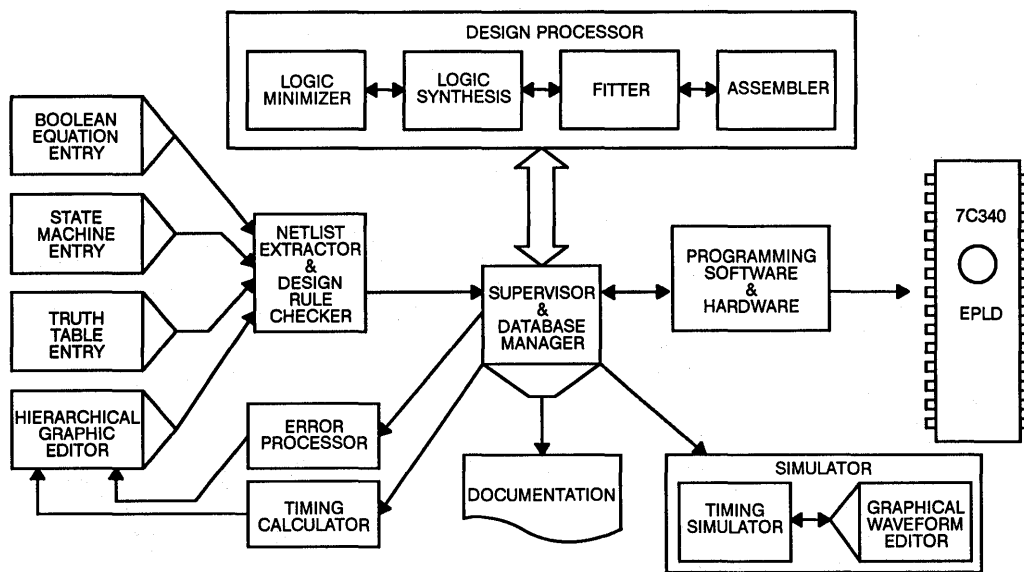 DESIGN PROCESSOR
LOGIC
MINIMIZER
LOGIC
SYNTHESIS
FITTER
ASSEMBLER
BOOLEAN
EQUATION
ENTRY
STATE
MACHINE
ENTRY
TRUTH
TABLE
ENTRY
HIERARCHICAL
GRAPHIC
EDITOR
NETLIST
EXTRACTOR
&
DESIGN
RULE
CHECKER
SUPERVISOR
&
DATABASE
MANAGER
PROGRAMMING
SOFTWARE
&
HARDWARE
7C340
EPLD
ERROR
PROCESSOR
TIMING
CALCULATOR
DOCUMENTATION
SIMULATOR
TIMING
SIMULATOR
GRAPHICAL
WAVEFORM
EDITOR